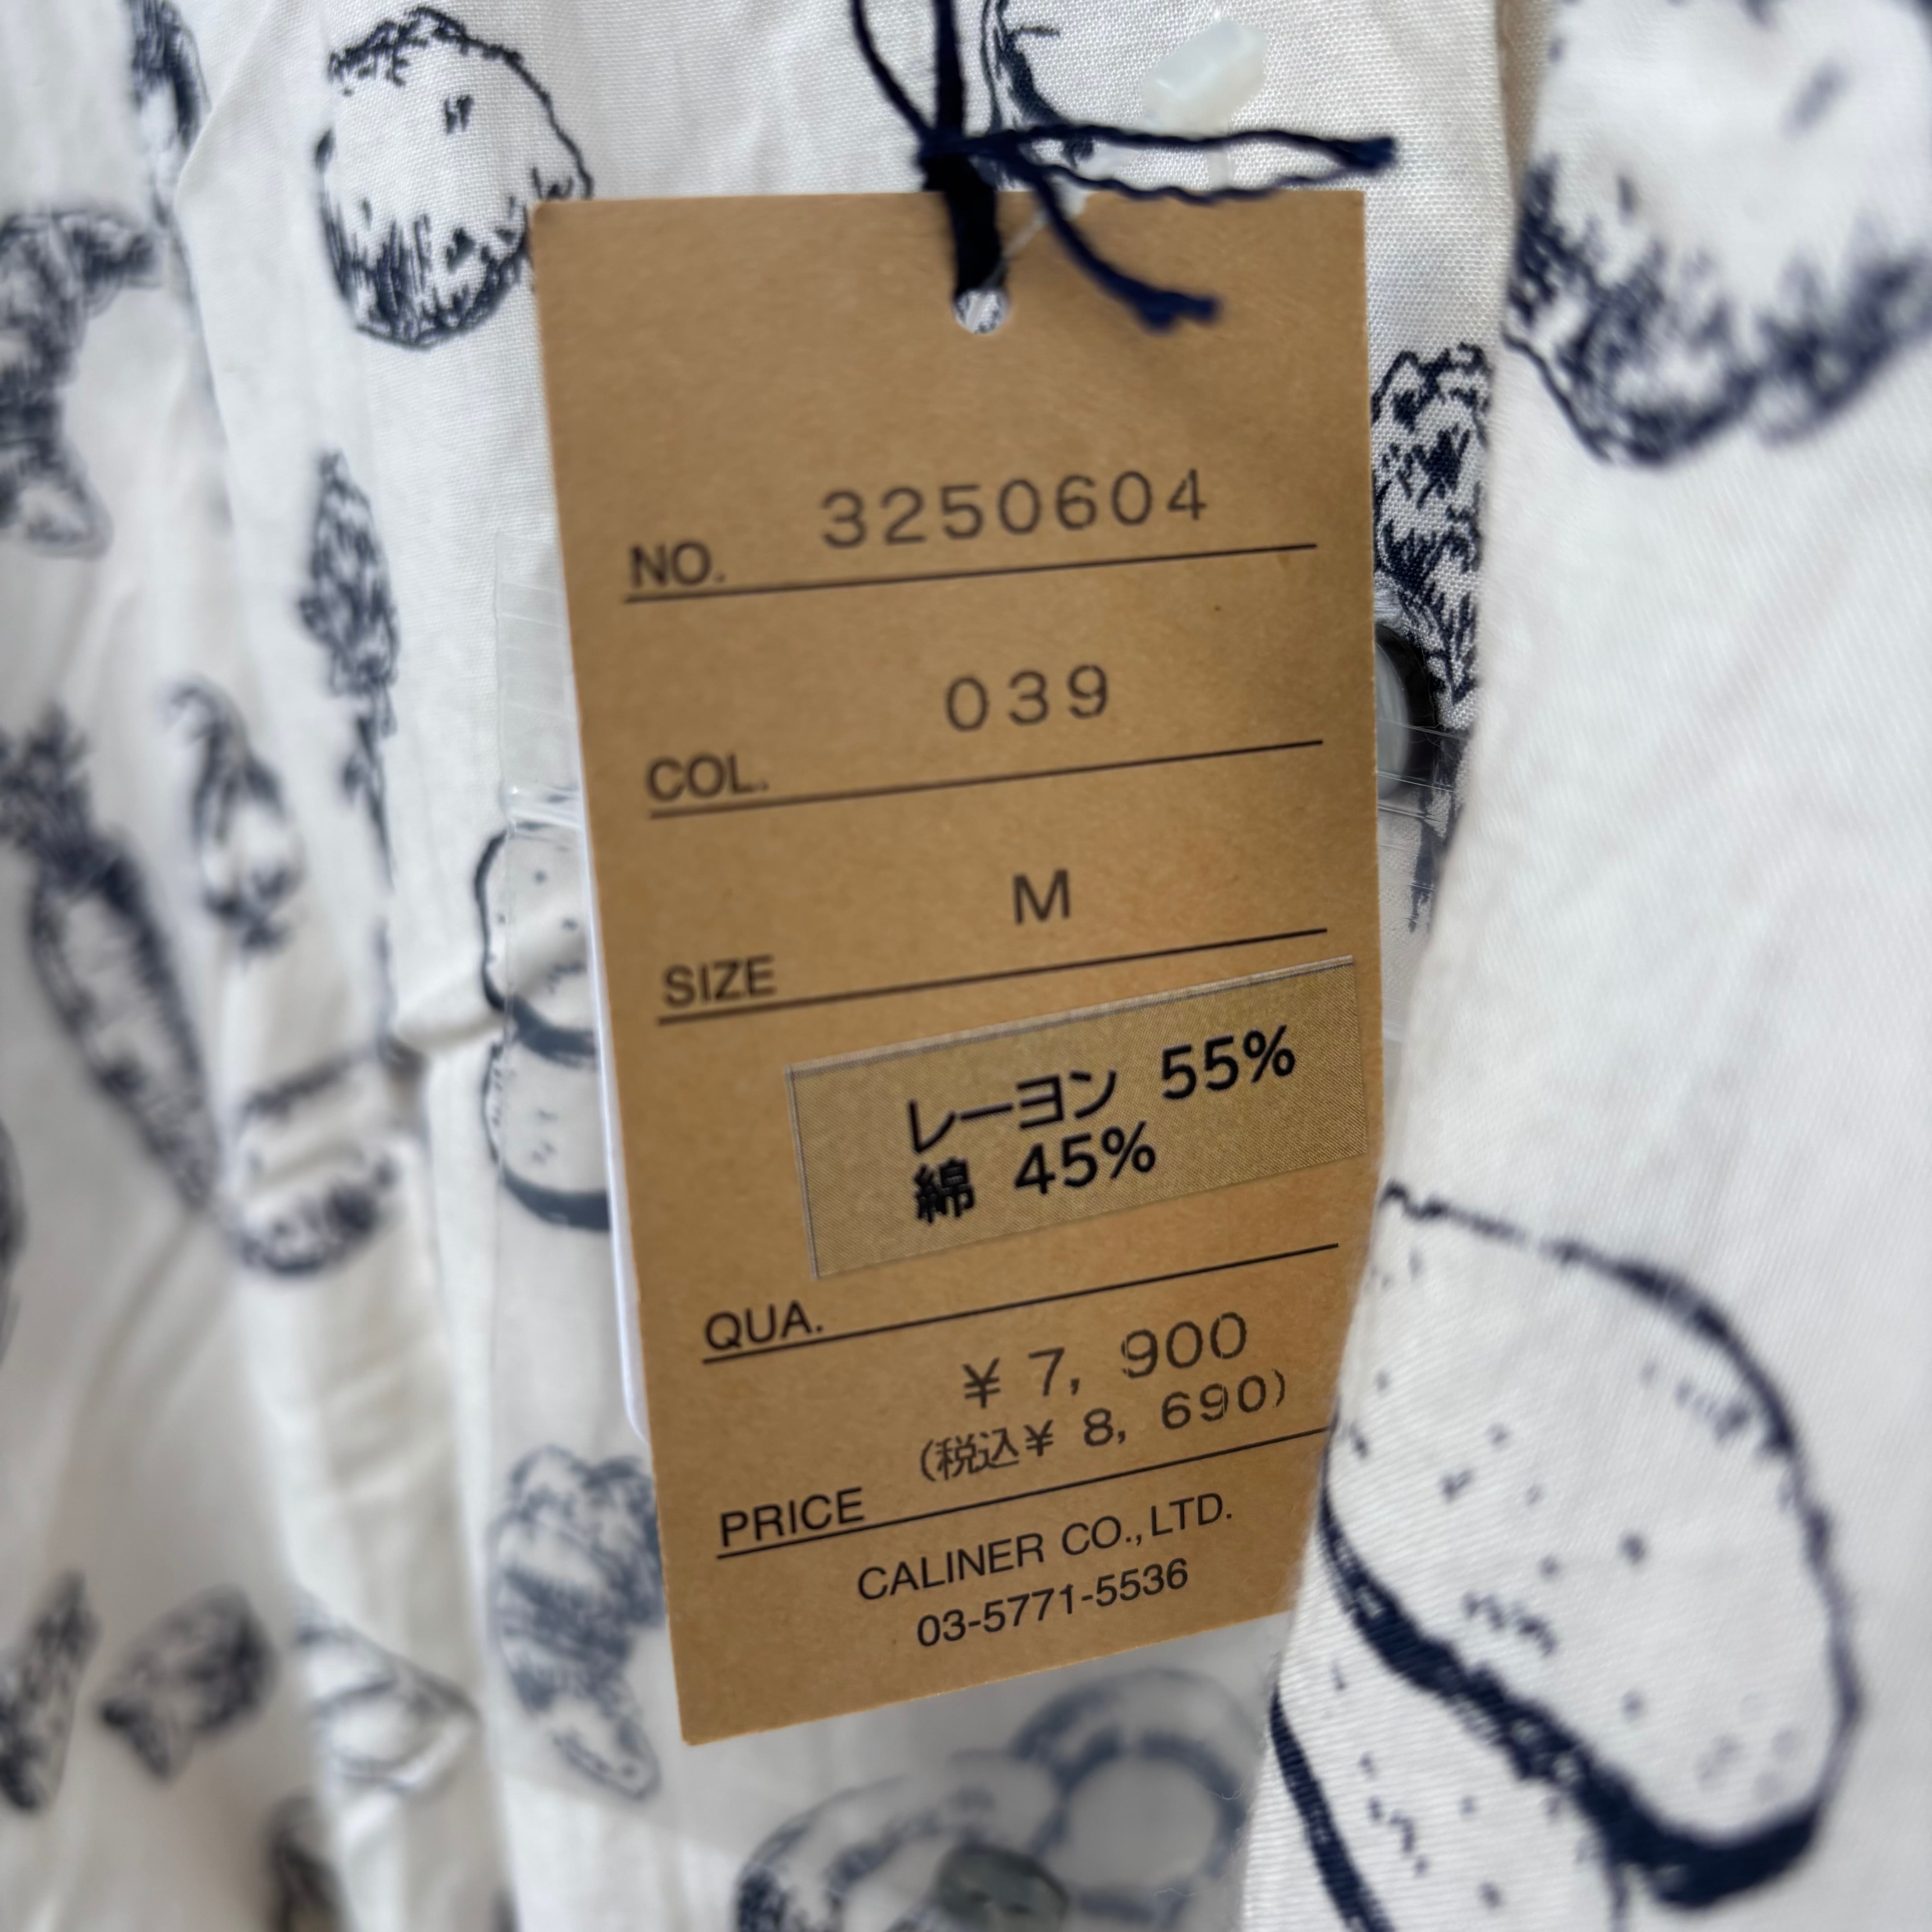 NO. 3250604
COL. 039
SIZE M
レーヨン 55%
綿 45%
QUA.
¥7,900
(税込¥8,690)
PRICE
CALINER CO.,LTD.
03-5771-5536